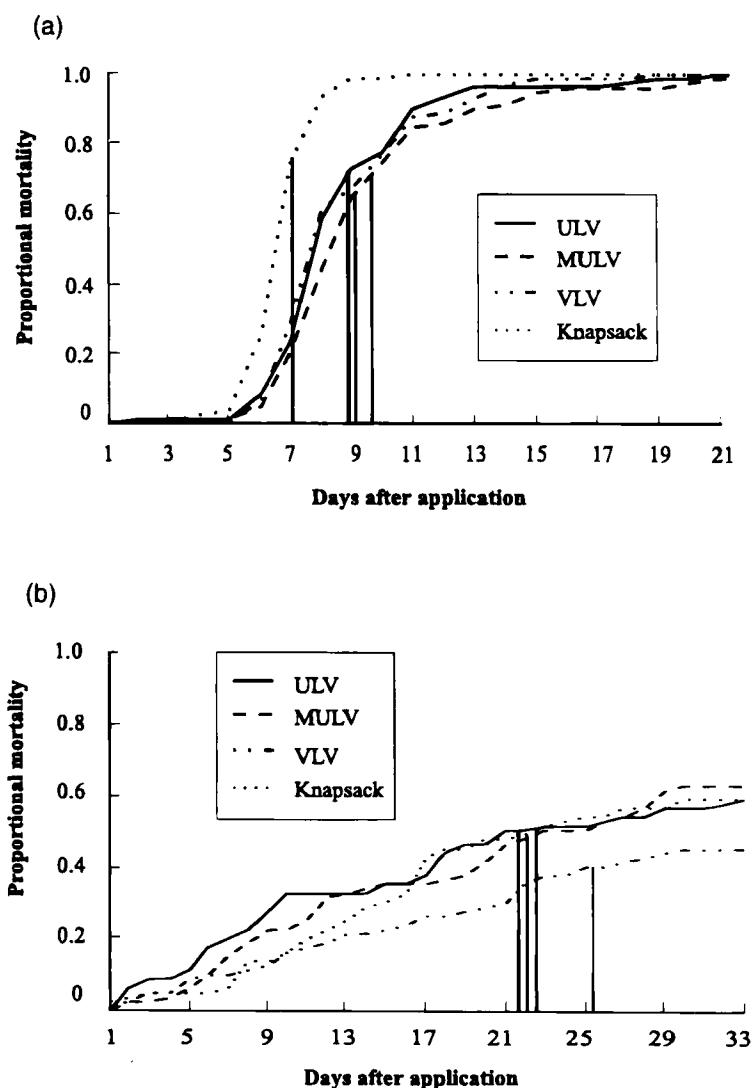 (a)
1.0
0.8
0.6
0.4
0.2
0
Proportional mortality
ULV
MULV
VLV
Knapsack
1 3 5 7 9 11 13 15 17 19 21
Days after application
(b)
1.0
0.8
0.6
0.4
0.2
0
Proportional mortality
ULV
MULV
VLV
Knapsack
1 5 9 13 17 21 25 29 33
Days after application